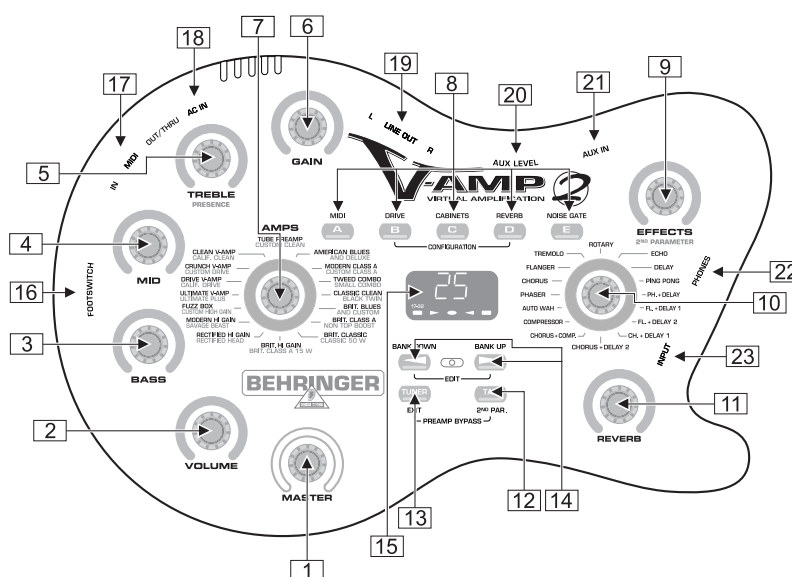 7
6
18
19
8
20
21
9
17
IN
MIDI
OUT/THRU
AC IN
L
LINE OUT
R
AUX LEVEL
AUX IN
GAIN
5
TREBLE
PRESENCE
V-AMP 2
VIRTUAL AMPLIFICATION
MIDI
DRIVE
CABINETS
REVERB
NOISE GATE
A
B
C
D
E
CONFIGURATION
EFFECTS
2ND PARAMETER
4
MID
AMPS
TUBE PREAMP
CUSTOM CLEAN
CLEAN V-AMP
CALIF. CLEAN
CRUNCH V-AMP
CUSTOM DRIVE
DRIVE V-AMP
CALIF. DRIVE
ULTIMATE V-AMP
ULTIMATE PLUS
FUZZ BOX
CUSTOM HIGH GAIN
MODERN HI GAIN
SAVAGE BEAST
RECTIFIED HI GAIN
RECTIFIED HEAD
BRIT. HI GAIN
BRIT. CLASS A 15 W
AMERICAN BLUES
AND DELUXE
MODERN CLASS A
CUSTOM CLASS A
TWEED COMBO
SMALL COMBO
CLASSIC CLEAN
BLACK TWIN
BRIT. BLUES
AND CUSTOM
BRIT. CLASS A
NON TOP BOOST
BRIT. CLASSIC
CLASSIC 50 W
25
ROTARY
TREMOLO
FLANGER
CHORUS
PHASER
AUTO WAH
COMPRESSOR
CHORUS + COMP.
CHORUS + DELAY 2
ECHO
DELAY
PING PONG
PH. + DELAY
FL. + DELAY 1
FL. + DELAY 2
CH. + DELAY 1
PHONES
22
10
16
FOOTSWITCH
3
BASS
BANK DOWN
BANK UP
EDIT
TUNER
TAP
EXIT
2ND PAR.
PREAMP BYPASS
BEHRINGER
INPUT
23
11
REVERB
2
VOLUME
MASTER
1
15
13
12
14